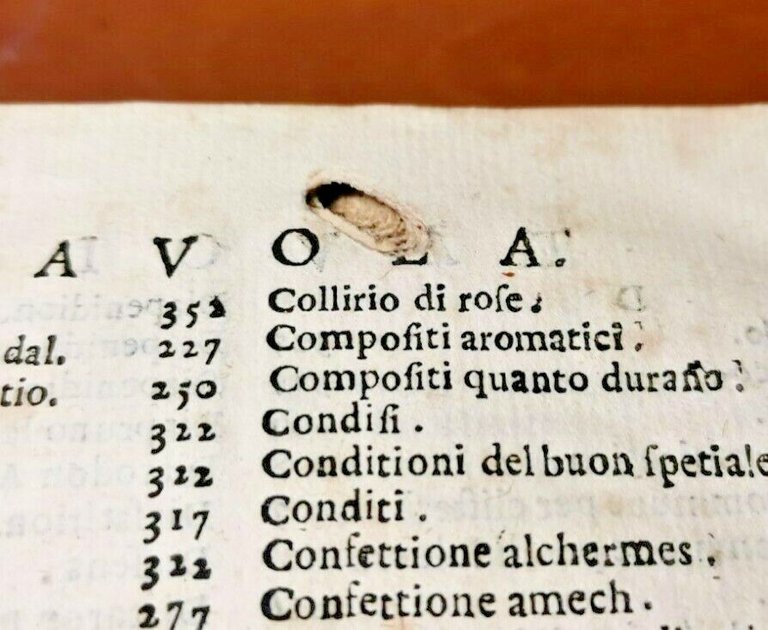 A V O L A.
352
dal. 227
tio. 250
322
322
317
322
277
Collirio di roſe.
Compoſiti aromatici.
Compoſiti quanto durano.
Condiſi.
Conditioni del buon ſpetiale
Conditi.
Confettione alchermes.
Confettione amech.